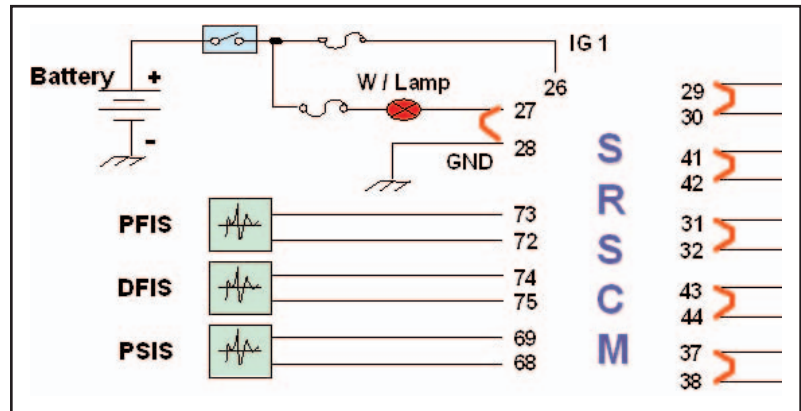 IG 1
Battery
+
-
W / Lamp
26
27
28
GND
PFIS
73
72
DFIS
74
75
PSIS
69
68
S
R
S
C
M
29
30
41
42
31
32
43
44
37
38